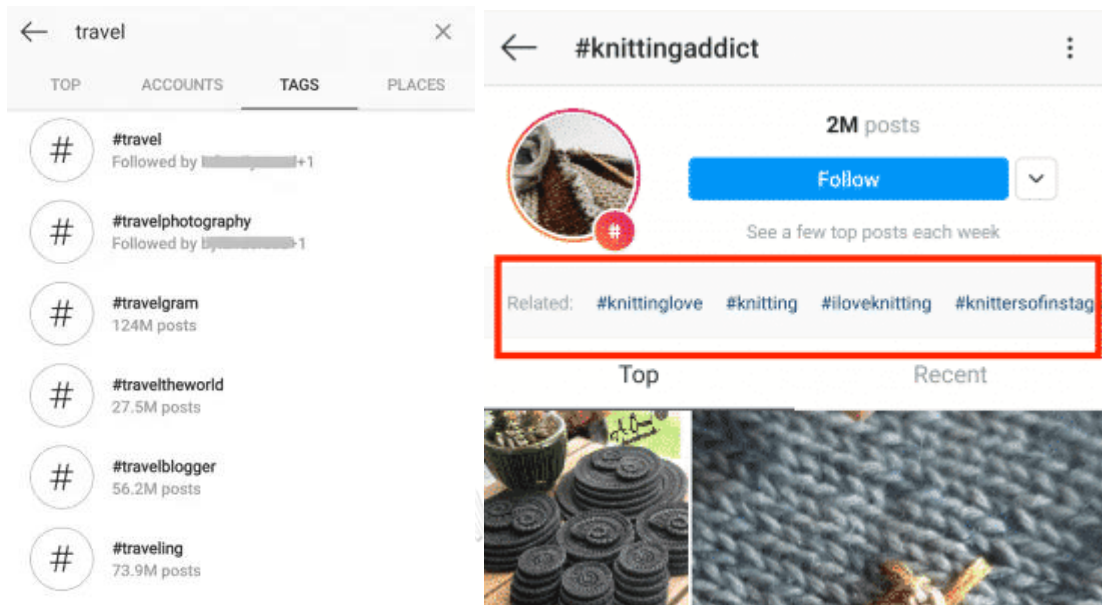 travel
TOP ACCOUNTS TAGS PLACES
#travel
Followed by +1
#travelphotography
Followed by +1
#travelgram
124M posts
#traveltheworld
27.5M posts
#travelblogger
56.2M posts
#traveling
73.9M posts
#knittingaddict
2M posts
Follow
#
See a few top posts each week
Related: #knittinglove #knitting #iloveknitting #knittersofinstag
Top Recent